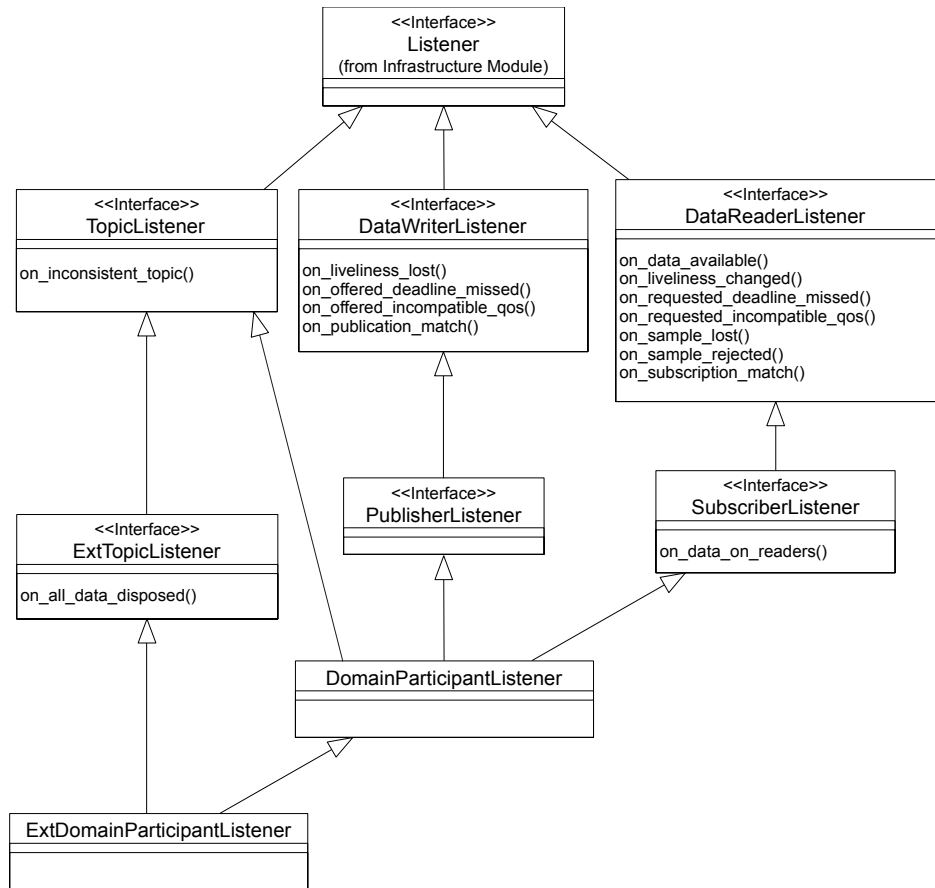 <<Interface>>
Listener
(from Infrastructure Module)
<<Interface>>
TopicListener
on_inconsistent_topic()
<<Interface>>
DataWriterListener
on_liveliness_lost()
on_offered_deadline_missed()
on_offered_incompatible_qos()
on_publication_match()
<<Interface>>
DataReaderListener
on_data_available()
on_liveliness_changed()
on_requested_deadline_missed()
on_requested_incompatible_qos()
on_sample_lost()
on_sample_rejected()
on_subscription_match()
<<Interface>>
ExtTopicListener
on_all_data_disposed()
<<Interface>>
PublisherListener
<<Interface>>
SubscriberListener
on_data_on_readers()
DomainParticipantListener
ExtDomainParticipantListener